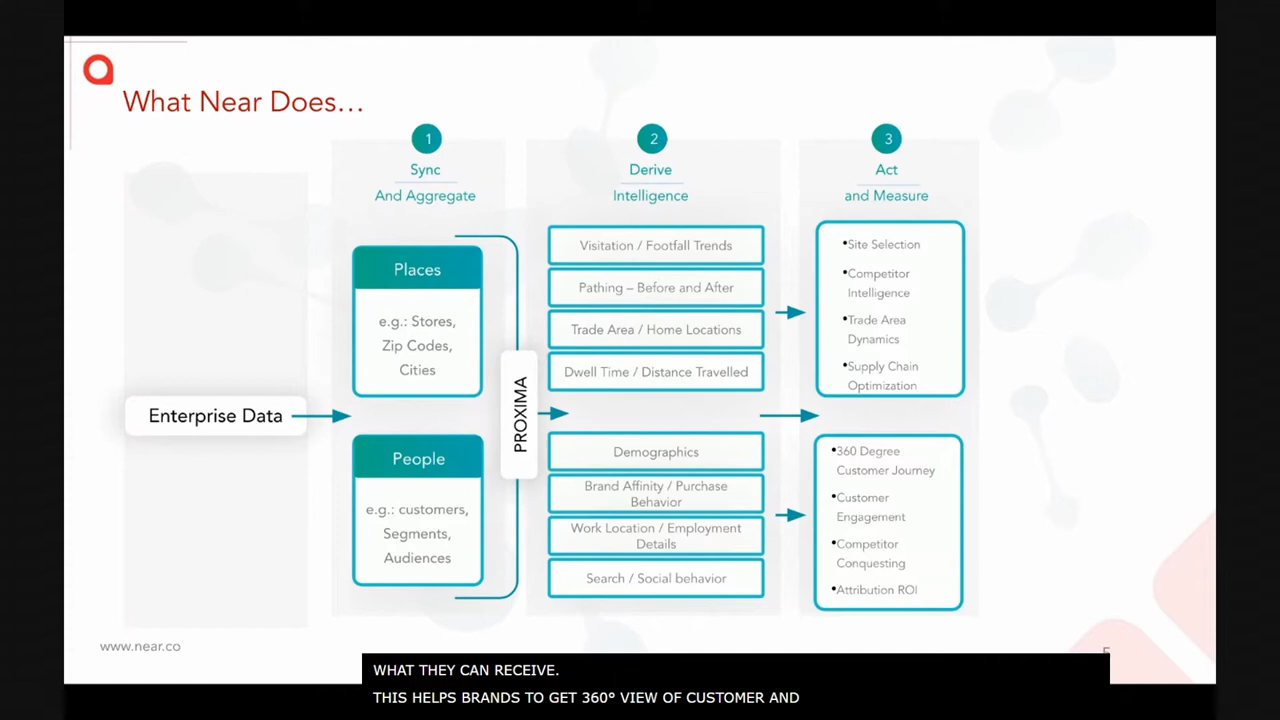 What Near Does...
1
Sync
And Aggregate
2
Derive
Intelligence
3
Act
and Measure
Enterprise Data
Places
e.g.: Stores,
Zip Codes,
Cities
People
e.g.: customers,
Segments,
Audiences
PROXIMA
Visitation / Footfall Trends
Pathing – Before and After
Trade Area / Home Locations
Dwell Time / Distance Travelled
Demographics
Brand Affinity / Purchase
Behavior
Work Location / Employment
Details
Search / Social behavior
•Site Selection
•Competitor
Intelligence
•Trade Area
Dynamics
•Supply Chain
Optimization
•360 Degree
Customer Journey
•Customer
Engagement
•Competitor
Conquesting
•Attribution ROI
www.near.co
WHAT THEY CAN RECEIVE.
THIS HELPS BRANDS TO GET 360° VIEW OF CUSTOMER AND